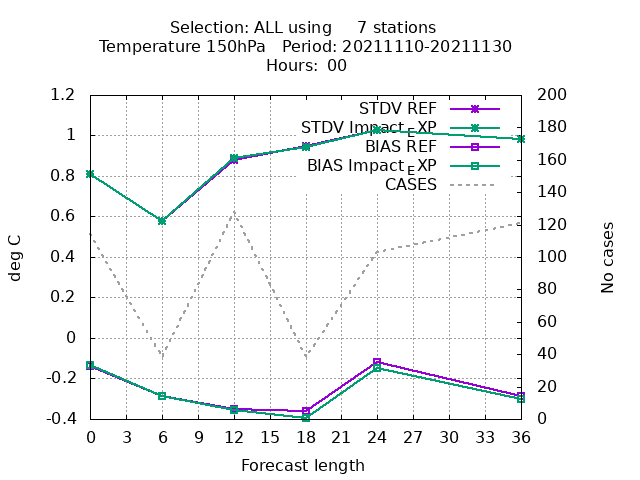 Selection: ALL using     7 stations
Temperature 150hPa   Period: 20211110-20211130
Hours: 00
STDV REF
STDV Impact_EXP
BIAS REF
BIAS Impact_EXP
CASES
1.2
1
0.8
0.6
0.4
0.2
0
-0.2
-0.4
deg C
200
180
160
140
120
100
80
60
40
20
0
No cases
0 3 6 9 12 15 18 21 24 27 30 33 36
Forecast length